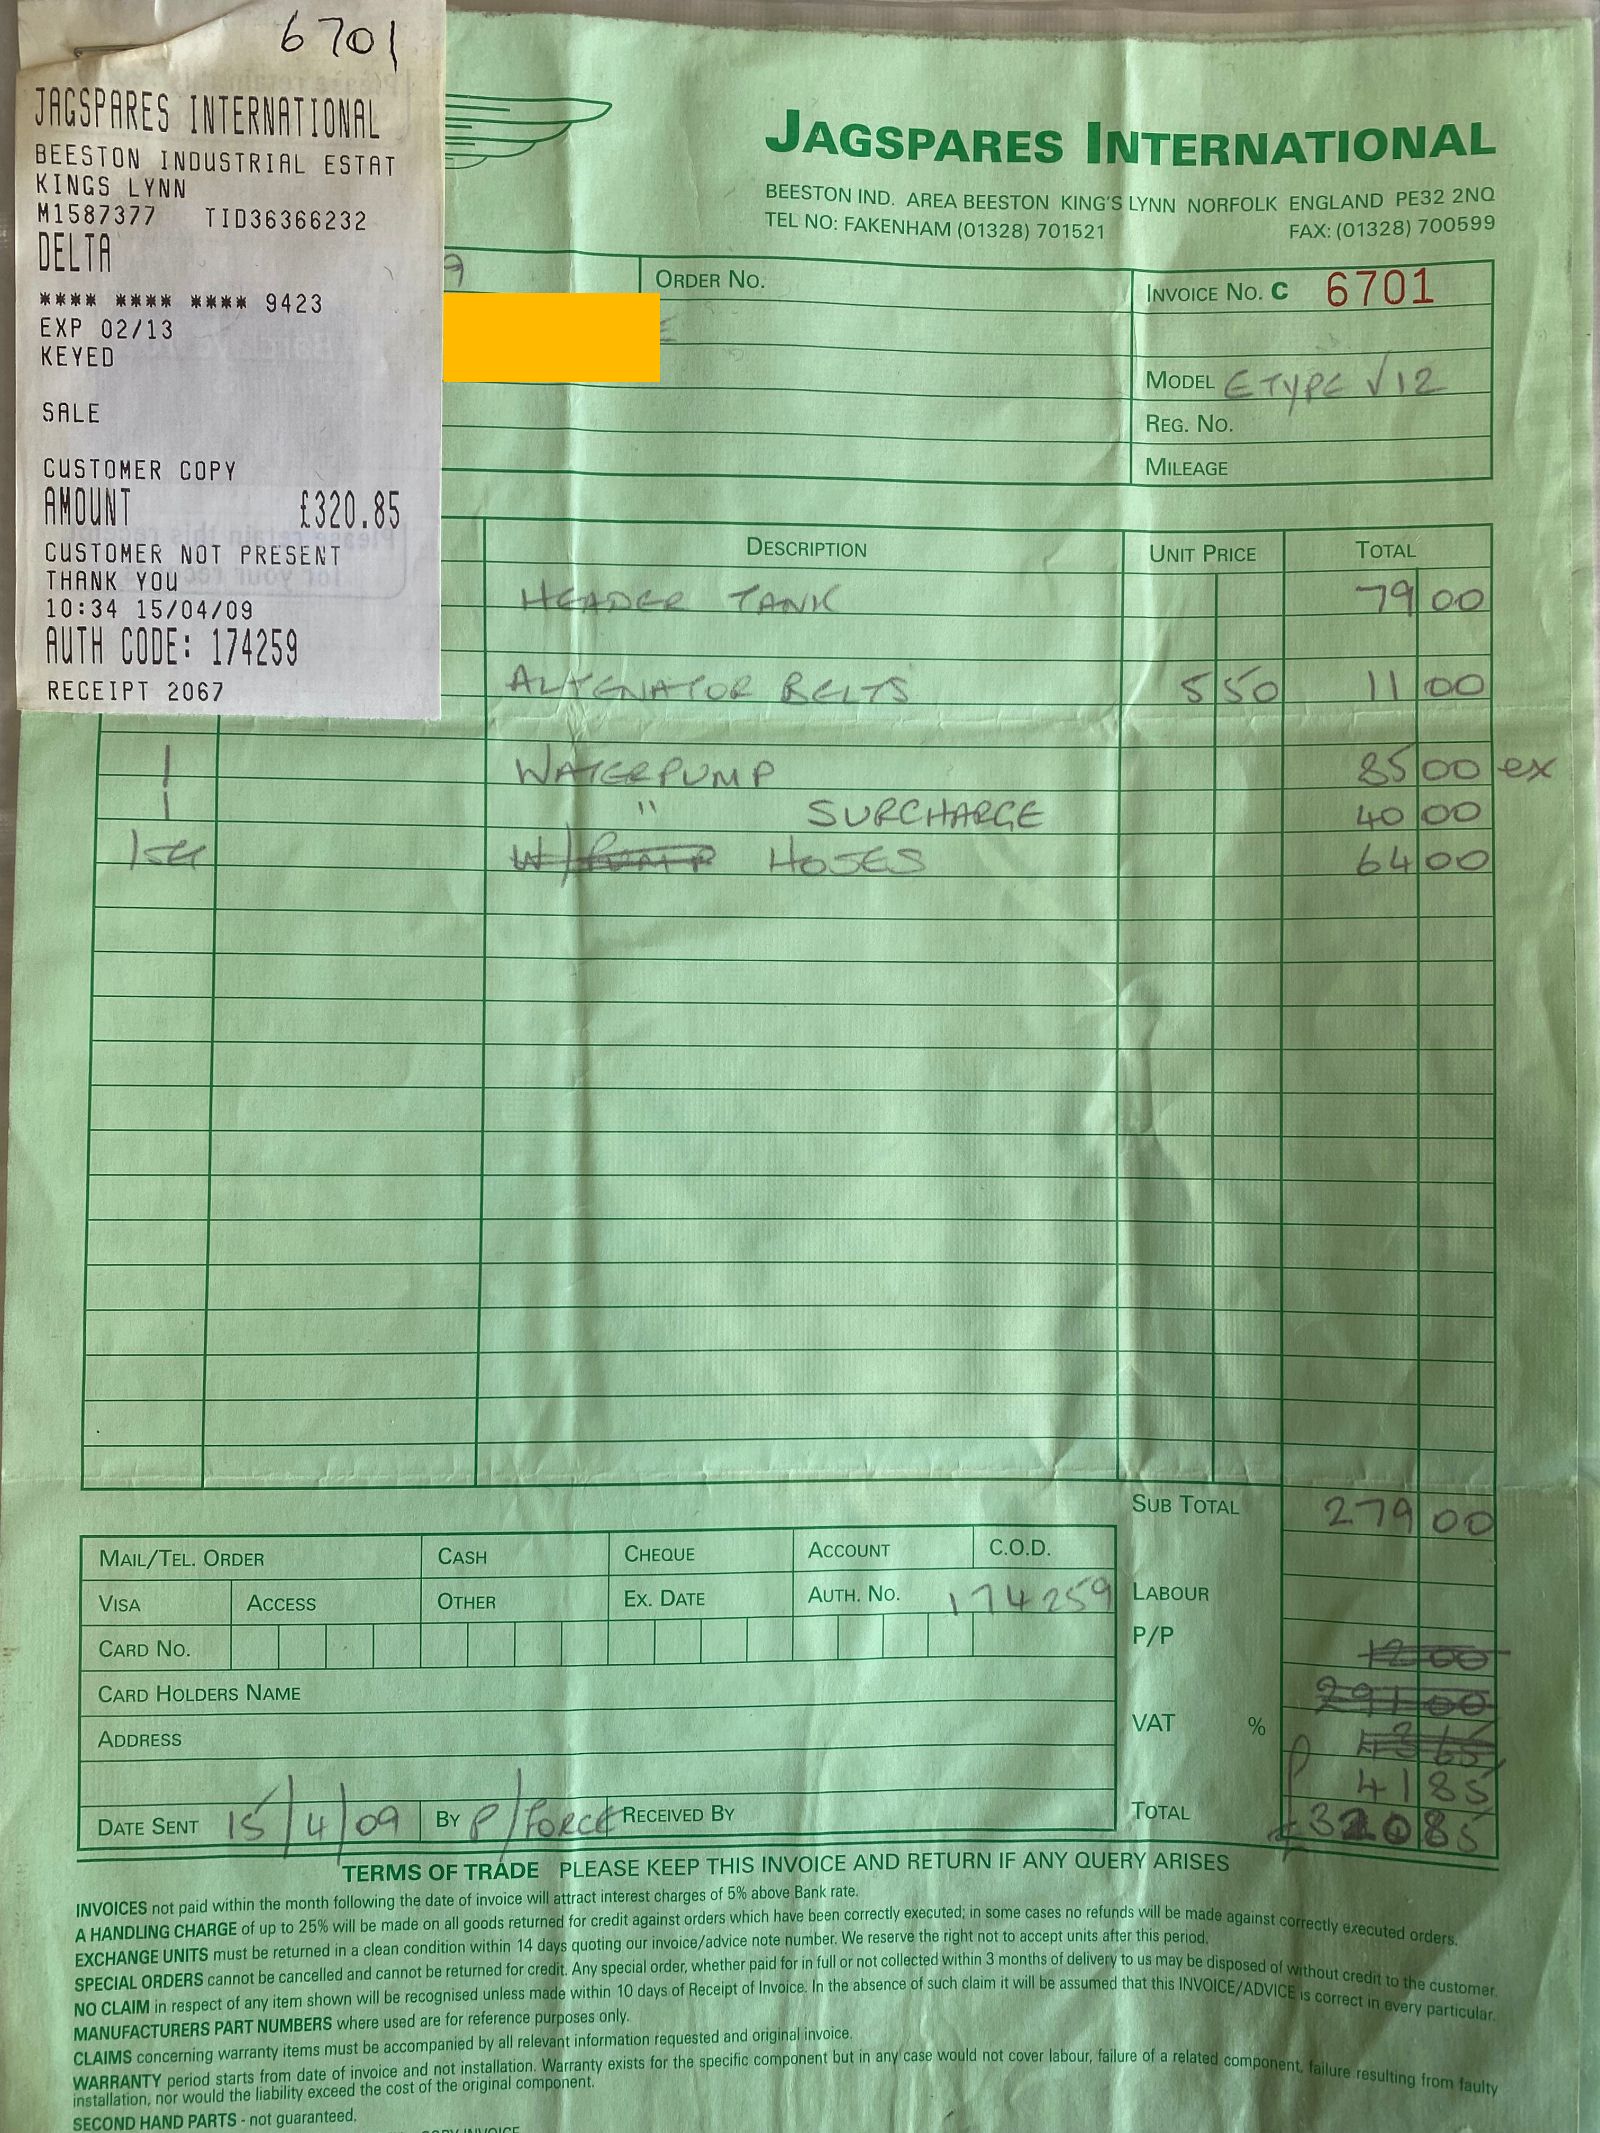 6701
JAGSPARES INTERNATIONAL
BEESTON INDUSTRIAL ESTAT
KINGS LYNN
M1587377 TID36366232
DELTA
**** **** **** 9423
EXP 02/13
KEYED
SALE
CUSTOMER COPY
AMOUNT £320.85
CUSTOMER NOT PRESENT
THANK YOU
10:34 15/04/09
AUTH CODE: 174259
RECEIPT 2067
JAGSPARES INTERNATIONAL
BEESTON IND. AREA BEESTON KING'S LYNN NORFOLK ENGLAND PE32 2NQ
TEL NO: FAKENHAM (01328) 701521 FAX: (01328) 700599
ORDER NO. INVOICE NO. C 6701
MODEL E TYPE V12
REG. NO.
MILEAGE
DESCRIPTION UNIT PRICE TOTAL
HEADER TANK 79 00
ALTENATOR BELTS 5 50 11 00
1 WATERPUMP 85 00 ex
1 " SURCHARGE 40 00
1 set W/PUMP HOSES 64 00
SUB TOTAL 279 00
MAIL/TEL. ORDER CASH CHEQUE ACCOUNT C.O.D.
VISA ACCESS OTHER EX. DATE AUTH. NO. 174259 LABOUR
CARD NO. P/P 12 00
CARD HOLDERS NAME 291 00
ADDRESS VAT % 43 65
41 85
DATE SENT 15/4/09 BY P/FORCE RECEIVED BY TOTAL £320 85
TERMS OF TRADE PLEASE KEEP THIS INVOICE AND RETURN IF ANY QUERY ARISES
INVOICES not paid within the month following the date of invoice will attract interest charges of 5% above Bank rate.
A HANDLING CHARGE of up to 25% will be made on all goods returned for credit against orders which have been correctly executed; in some cases no refunds will be made against correctly executed orders.
EXCHANGE UNITS must be returned in a clean condition within 14 days quoting our invoice/advice note number. We reserve the right not to accept units after this period.
SPECIAL ORDERS cannot be cancelled and cannot be returned for credit. Any special order, whether paid for in full or not collected within 3 months of delivery to us may be disposed of without credit to the customer.
NO CLAIM in respect of any item shown will be recognised unless made within 10 days of Receipt of Invoice. In the absence of such claim it will be assumed that this INVOICE/ADVICE is correct in every particular.
MANUFACTURERS PART NUMBERS where used are for reference purposes only.
CLAIMS concerning warranty items must be accompanied by all relevant information requested and original invoice.
WARRANTY period starts from date of invoice and not installation. Warranty exists for the specific component but in any case would not cover labour, failure of a related component, failure resulting from faulty
installation, nor would the liability exceed the cost of the original component.
SECOND HAND PARTS - not guaranteed.